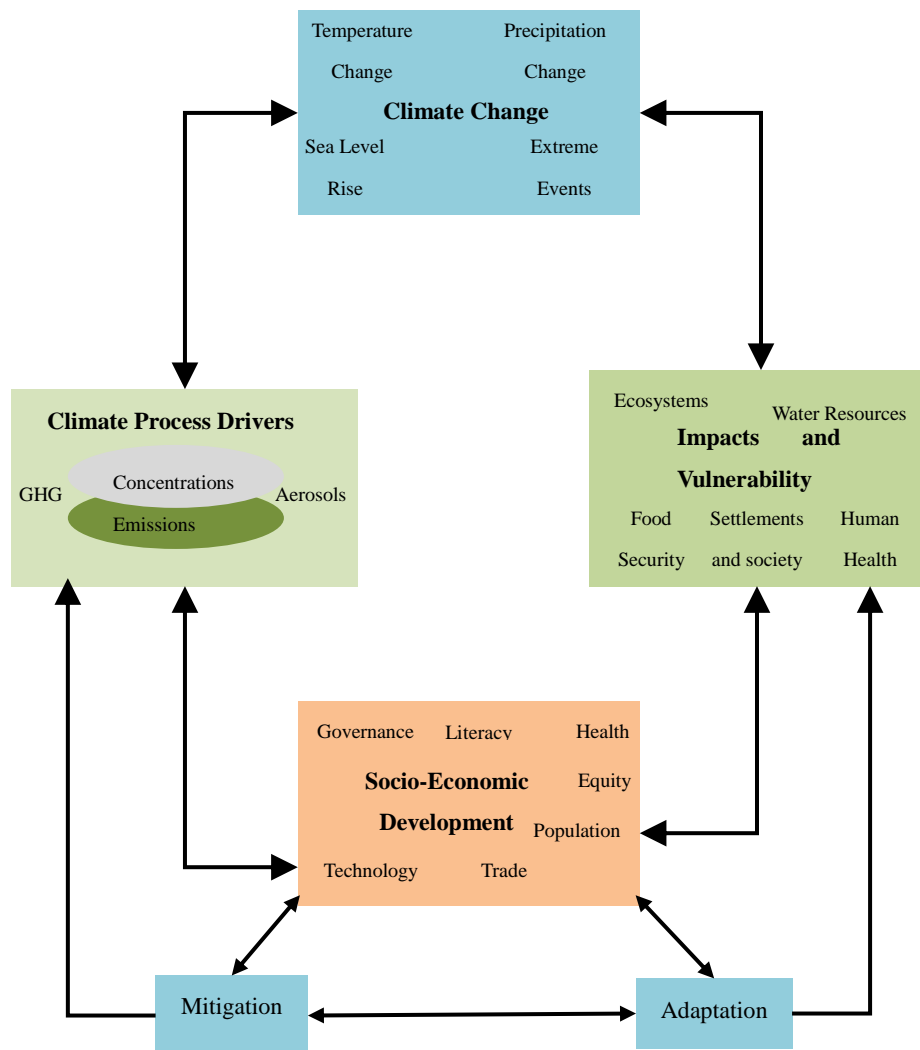 Temperature Precipitation
Change Change
Climate Change
Sea Level Extreme
Rise Events
Climate Process Drivers
GHG Concentrations Aerosols
Emissions
Ecosystems Water Resources
Impacts and
Vulnerability
Food Settlements Human
Security and society Health
Governance Literacy Health
Socio-Economic Equity
Development Population
Technology Trade
Mitigation Adaptation